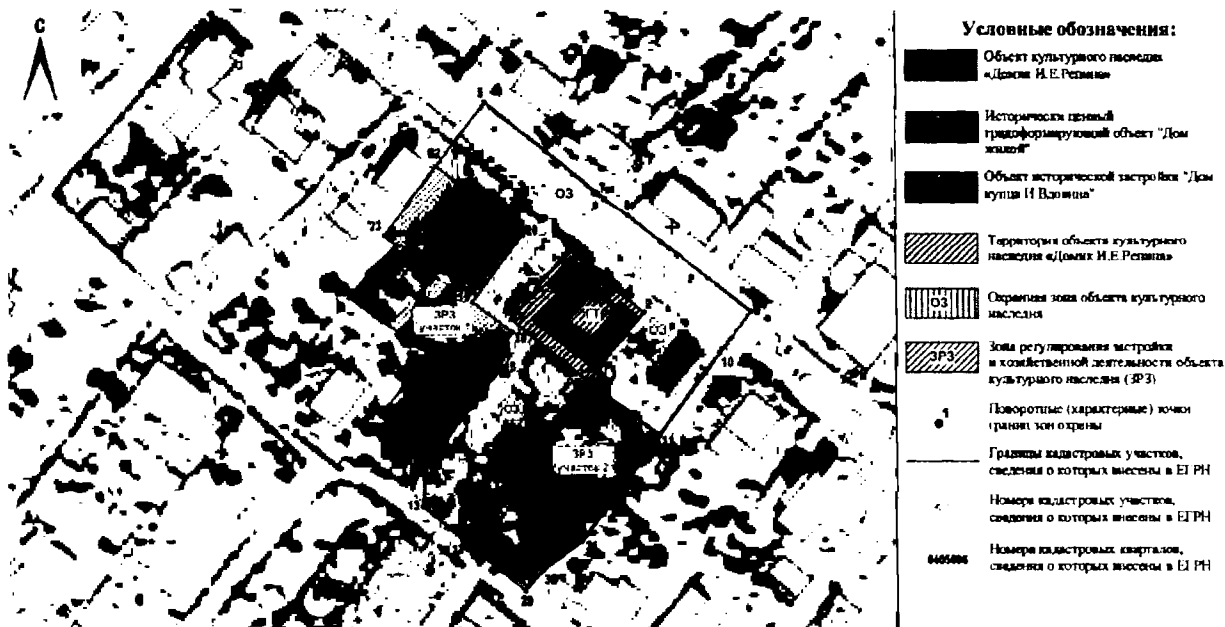 С
Условные обозначения:
Объект культурного наследия
«Домик И.Е.Репина»
Исторически ценный
градоформирующий объект "Дом
жилой"
Объект исторической застройки "Дом
купца И Вдовина"
Территория объекта культурного
наследия «Домик И.Е.Репина»
ОЗ
Охранная зона объекта культурного
наследия
ЗРЗ
Зона регулирования застройки
и хозяйственной деятельности объекта
культурного наследия (ЗРЗ)
1
Поворотные (характерные) точки
границ зон охраны
Границы кадастровых участков,
сведения о которых внесены в ЕГРН
Номера кадастровых участков,
сведения о которых внесены в ЕГРН
Номера кадастровых кварталов,
сведения о которых внесены в ЕГРН
ОЗ
ЗРЗ
участок 1
ОЗ
10
ОЗ
ЗРЗ
участок 2
13